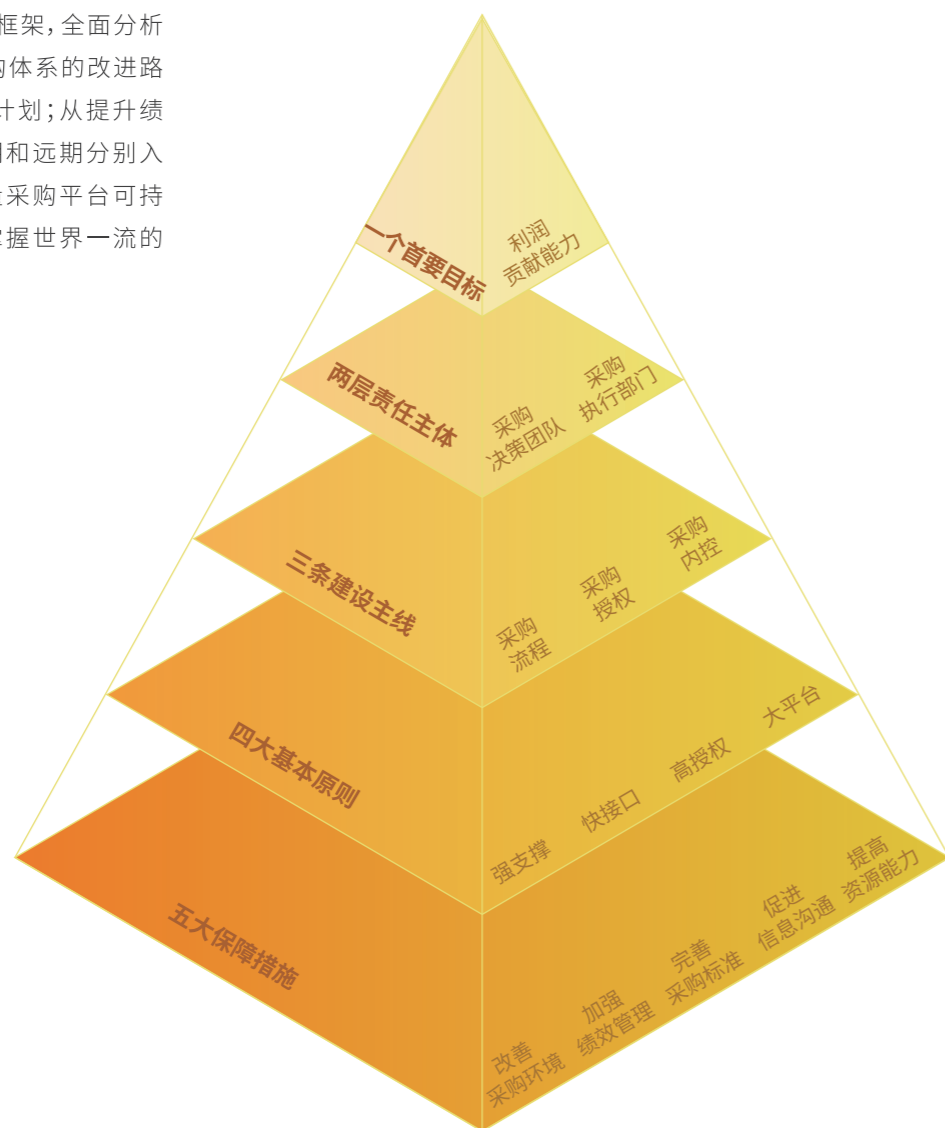 框架,全面分析
购体系的改进路
计划;从提升绩
期和远期分别入
采购平台可持
掌握世界一流的
一个首要目标
利润
贡献能力
两层责任主体
采购
决策团队
采购
执行部门
三条建设主线
采购
流程
采购
授权
采购
内控
四大基本原则
强支撑
快接口
高授权
大平台
五大保障措施
改善
采购环境
加强
绩效管理
完善
采购标准
促进
信息沟通
提高
资源能力